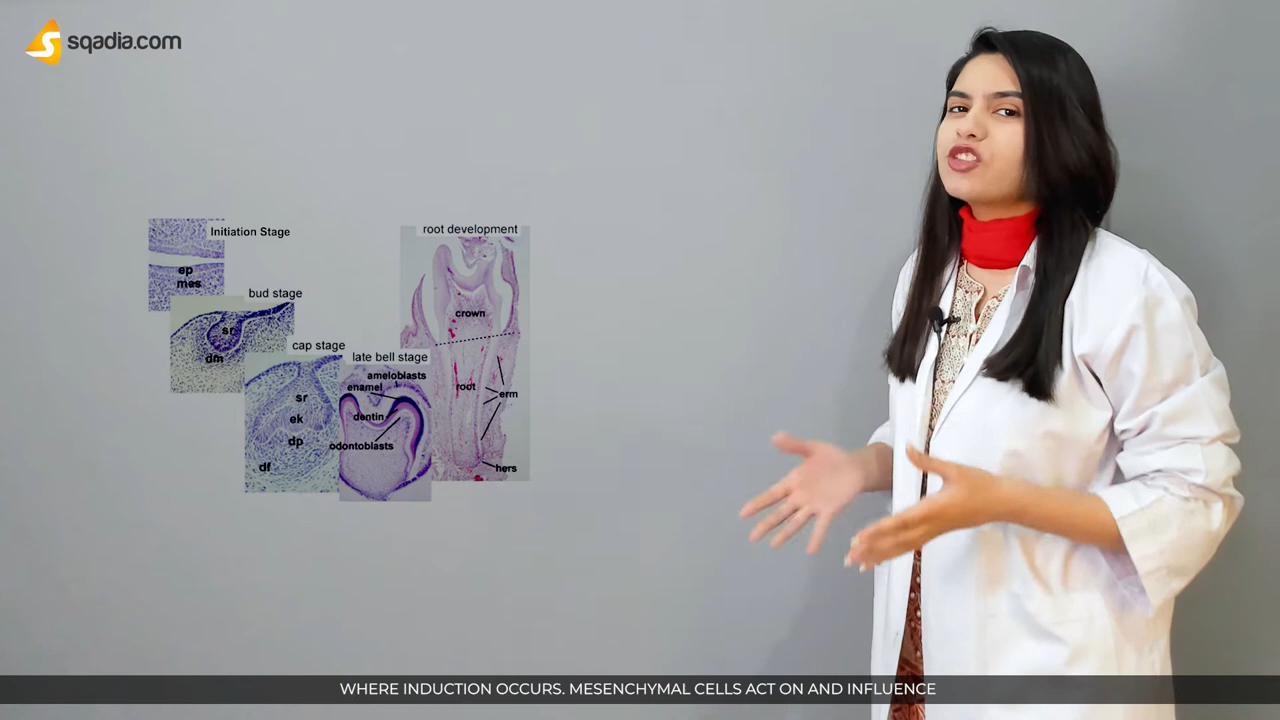 sqadia.com
Initiation Stage
ep
mes
bud stage
sr
dm
cap stage
sr
ek
dp
df
late bell stage
ameloblasts
enamel
dentin
odontoblasts
root development
crown
root
erm
hers
WHERE INDUCTION OCCURS. MESENCHYMAL CELLS ACT ON AND INFLUENCE